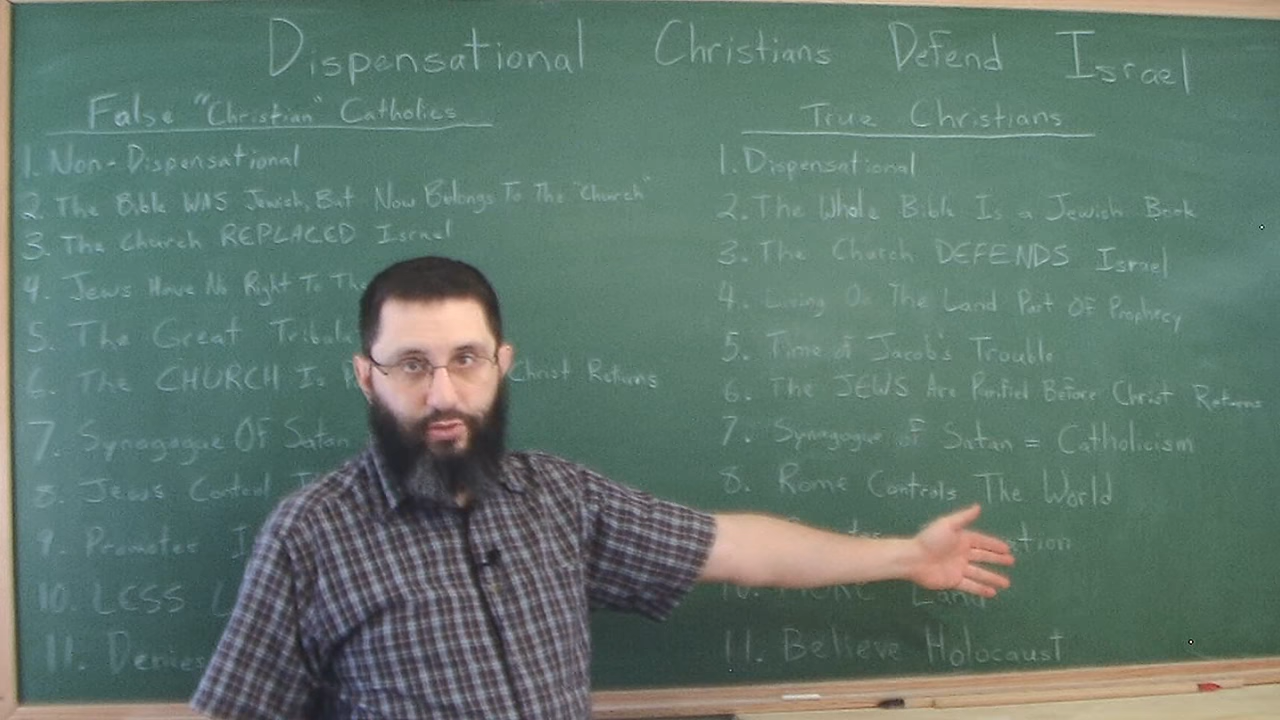 Dispensational Christians Defend Israel
False "Christian" Catholics
1. Non-Dispensational
2. The Bible WAS Jewish, But Now Belongs To The "Church"
3. The Church REPLACED Israel
4. Jews Have No Right To The
5. The Great
6. The CHURCH Is Christ Returns
7. Synagogue OF Satan
8. Jews Control
9. Promotes
10. LESS
11. Denies
True Christians
1. Dispensational
2. The Whole Bible Is a Jewish Book
3. The Church DEFENDS Israel
4. Living On The Land Part OF Prophecy
5. Time of Jacob's Trouble
6. The JEWS Are Purified Before Christ Returns
7. Synagogue of Satan = Catholicism
8. Rome Controls The World
10. MORE Land
11. Believe Holocaust